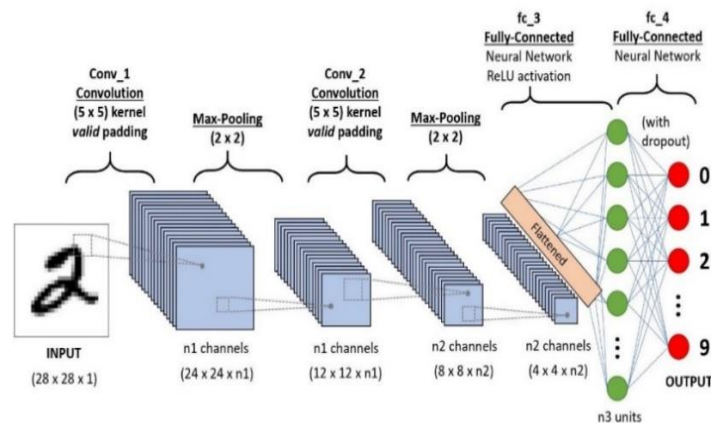 fc_3
Fully-Connected
Neural Network
ReLU activation
fc_4
Fully-Connected
Neural Network
Conv_1
Convolution
(5 x 5) kernel
valid padding
Max-Pooling
(2 x 2)
Conv_2
Convolution
(5 x 5) kernel
valid padding
Max-Pooling
(2 x 2)
(with
dropout)
Flattened
0
1
2
9
INPUT
(28 x 28 x 1)
n1 channels
(24 x 24 x n1)
n1 channels
(12 x 12 x n1)
n2 channels
(8 x 8 x n2)
n2 channels
(4 x 4 x n2)
OUTPUT
n3 units